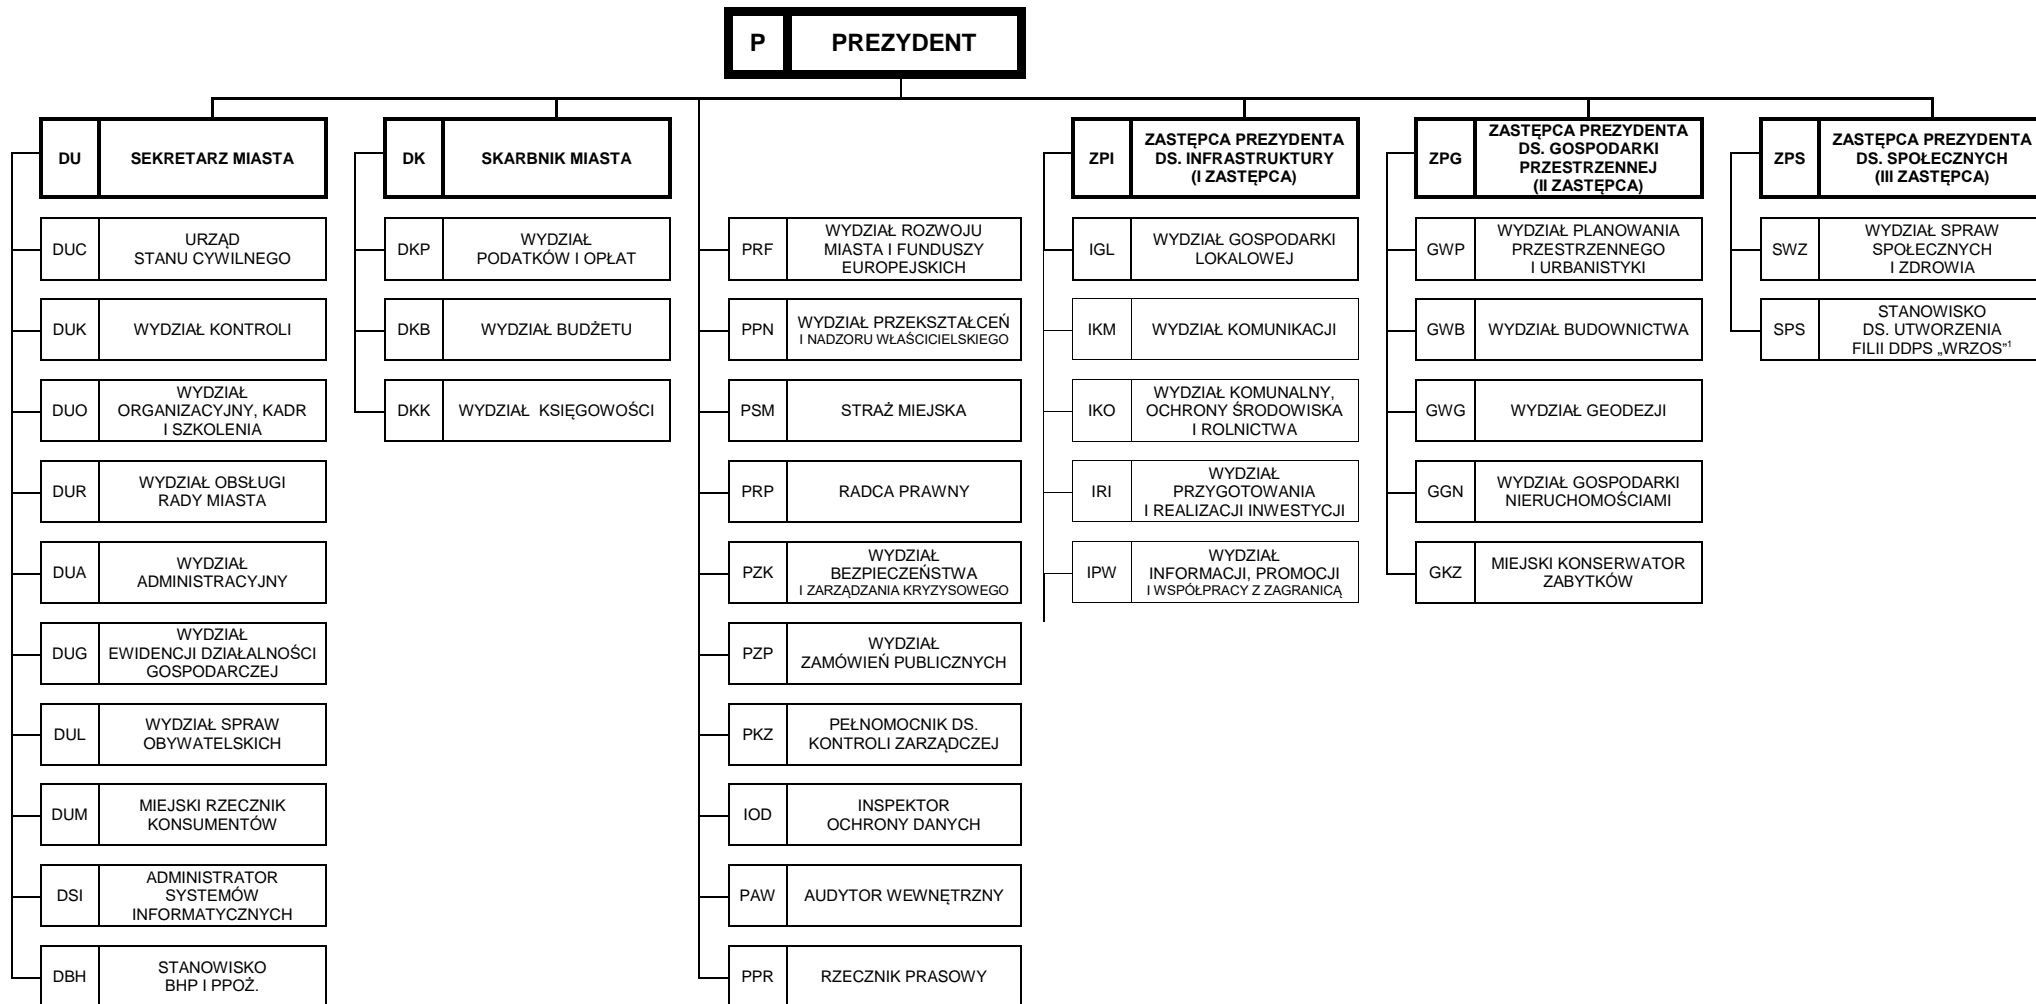 P
PREZYDENT
DU
SEKRETARZ MIASTA
DUC
URZĄD
STANU CYWILNEGO
DUK
WYDZIAŁ KONTROLI
DUO
WYDZIAŁ
ORGANIZACYJNY, KADR
I SZKOLENIA
DUR
WYDZIAŁ OBSŁUGI
RADY MIASTA
DUA
WYDZIAŁ
ADMINISTRACYJNY
DUG
WYDZIAŁ
EWIDENCJI DZIAŁALNOŚCI
GOSPODARCZEJ
DUL
WYDZIAŁ SPRAW
OBYWATELSKICH
DUM
MIEJSKI RZECZNIK
KONSUMENTÓW
DSI
ADMINISTRATOR
SYSTEMÓW
INFORMATYCZNYCH
DBH
STANOWISKO
BHP I PPOŻ.
DK
SKARBNIK MIASTA
DKP
WYDZIAŁ
PODATKÓW I OPŁAT
DKB
WYDZIAŁ BUDŻETU
DKK
WYDZIAŁ KSIĘGOWOŚCI
PRF
WYDZIAŁ ROZWOJU
MIASTA I FUNDUSZY
EUROPEJSKICH
PPN
WYDZIAŁ PRZEKSZTAŁCEŃ
I NADZORU WŁAŚCICIELSKIEGO
PSM
STRAŻ MIEJSKA
PRP
RADCA PRAWNY
PZK
WYDZIAŁ
BEZPIECZEŃSTWA
I ZARZĄDZANIA KRYZYSOWEGO
PZP
WYDZIAŁ
ZAMÓWIEŃ PUBLICZNYCH
PKZ
PEŁNOMOCNIK DS.
KONTROLI ZARZĄDCZEJ
IOD
INSPEKTOR
OCHRONY DANYCH
PAW
AUDYTOR WEWNĘTRZNY
PPR
RZECZNIK PRASOWY
ZPI
ZASTĘPCA PREZYDENTA
DS. INFRASTRUKTURY
(I ZASTĘPCA)
IGL
WYDZIAŁ GOSPODARKI
LOKALOWEJ
IKM
WYDZIAŁ KOMUNIKACJI
IKO
WYDZIAŁ KOMUNALNY,
OCHRONY ŚRODOWISKA
I ROLNICTWA
IRI
WYDZIAŁ
PRZYGOTOWANIA
I REALIZACJI INWESTYCJI
IPW
WYDZIAŁ
INFORMACJI, PROMOCJI
I WSPÓŁPRACY Z ZAGRANICĄ
ZPG
ZASTĘPCA PREZYDENTA
DS. GOSPODARKI
PRZESTRZENNEJ
(II ZASTĘPCA)
GWP
WYDZIAŁ PLANOWANIA
PRZESTRZENNEGO
I URBANISTYKI
GWB
WYDZIAŁ BUDOWNICTWA
GWG
WYDZIAŁ GEODEZJI
GGN
WYDZIAŁ GOSPODARKI
NIERUCHOMOŚCIAMI
GKZ
MIEJSKI KONSERWATOR
ZABYTKÓW
ZPS
ZASTĘPCA PREZYDENTA
DS. SPOŁECZNYCH
(III ZASTĘPCA)
SWZ
WYDZIAŁ SPRAW
SPOŁECZNYCH
I ZDROWIA
SPS
STANOWISKO
DS. UTWORZENIA
FILII DDPS „WRZOS”¹